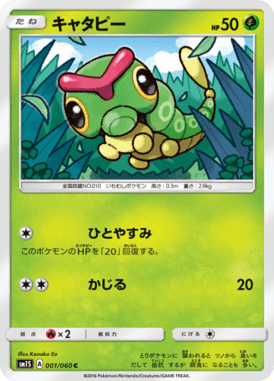 たね キャタピー HP 50
全国図鑑NO.010 いもむしポケモン 高さ:0.3m 重さ:2.9kg
ひとやすみ
このポケモンのHPを「20」回復する。
かじる 20
弱点 ×2 抵抗力 にげる
Illus. Kanako Eo
SM1S A 001/060 C
©2016 Pokémon/Nintendo/Creatures/GAME FREAK.